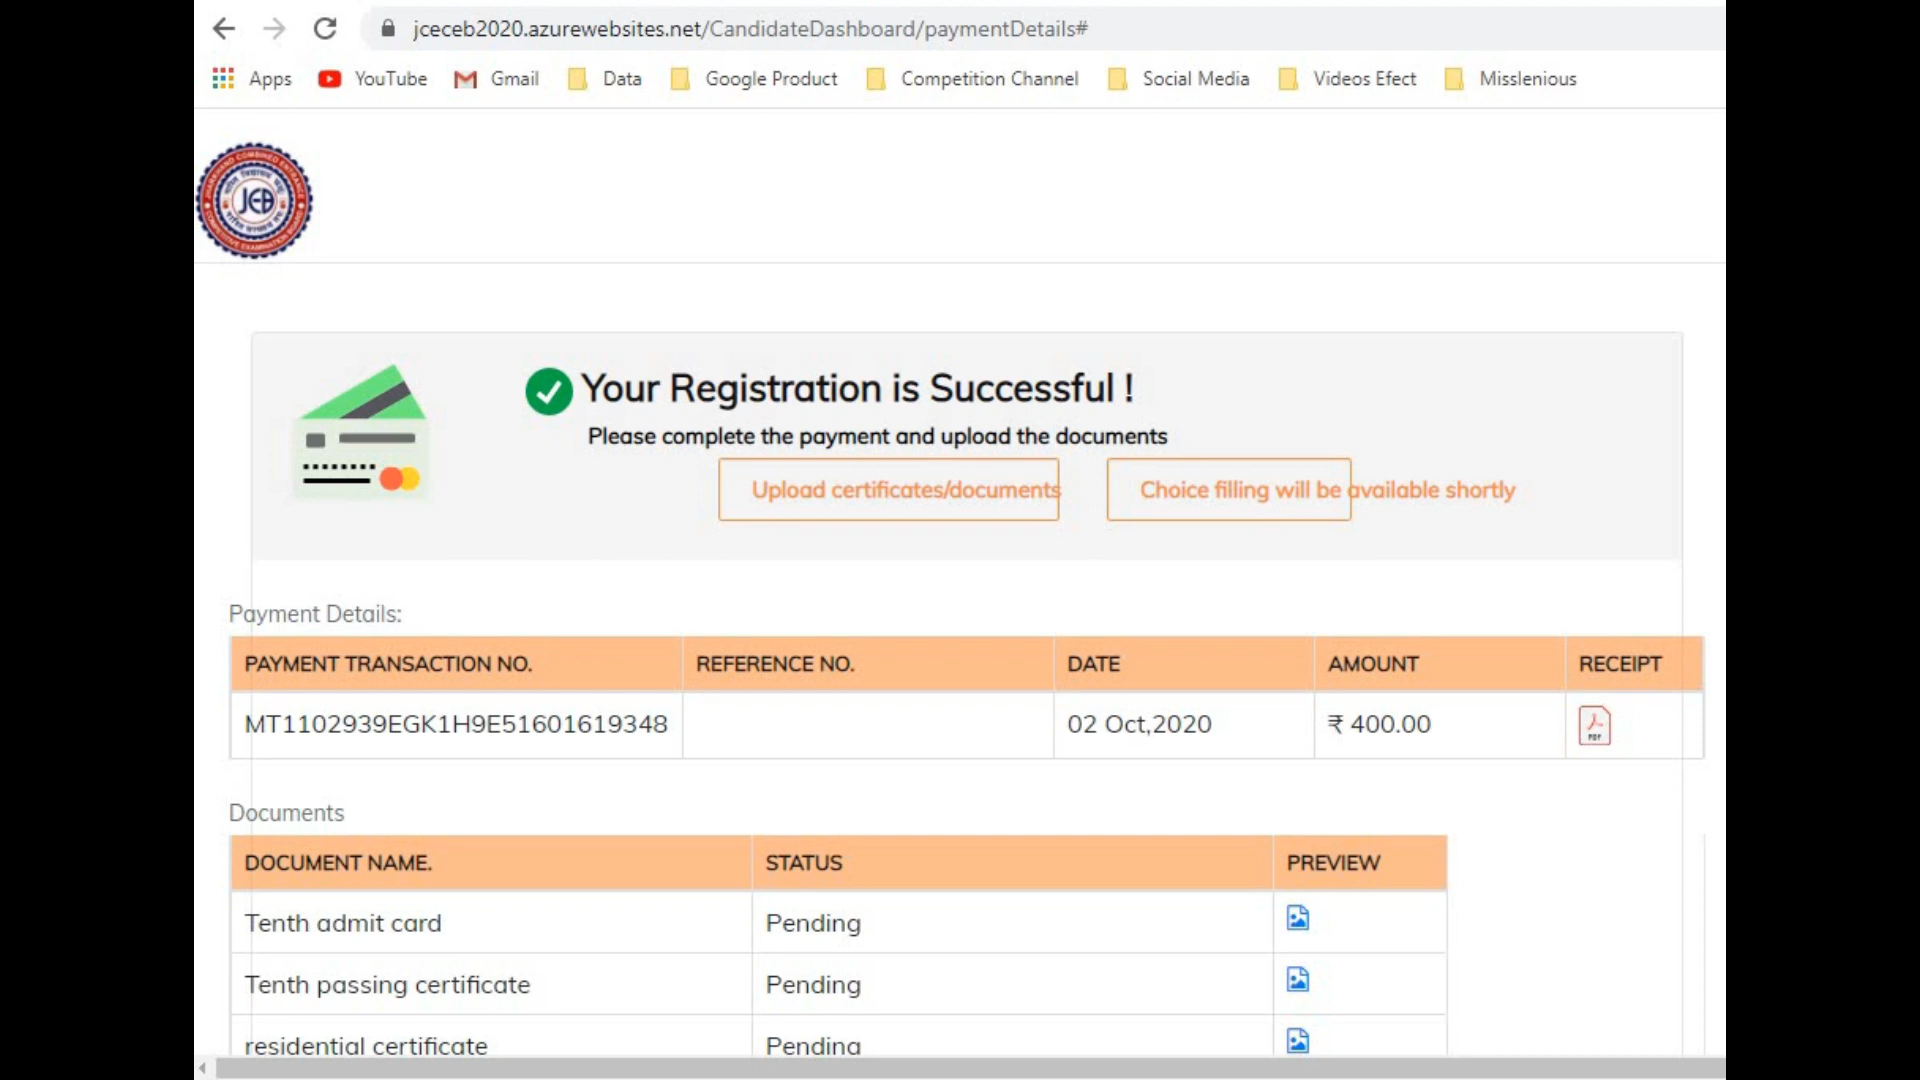 jceceb2020.azurewebsites.net/CandidateDashboard/paymentDetails#
Apps YouTube Gmail Data Google Product Competition Channel Social Media Videos Efect Misslenious
JCEB
Your Registration is Successful !
Please complete the payment and upload the documents
Upload certificates/documents Choice filling will be available shortly
Payment Details:
PAYMENT TRANSACTION NO. REFERENCE NO. DATE AMOUNT RECEIPT
MT1102939EGK1H9E51601619348 02 Oct,2020 ₹ 400.00 PDF
Documents
DOCUMENT NAME. STATUS PREVIEW
Tenth admit card Pending
Tenth passing certificate Pending
residential certificate Pending